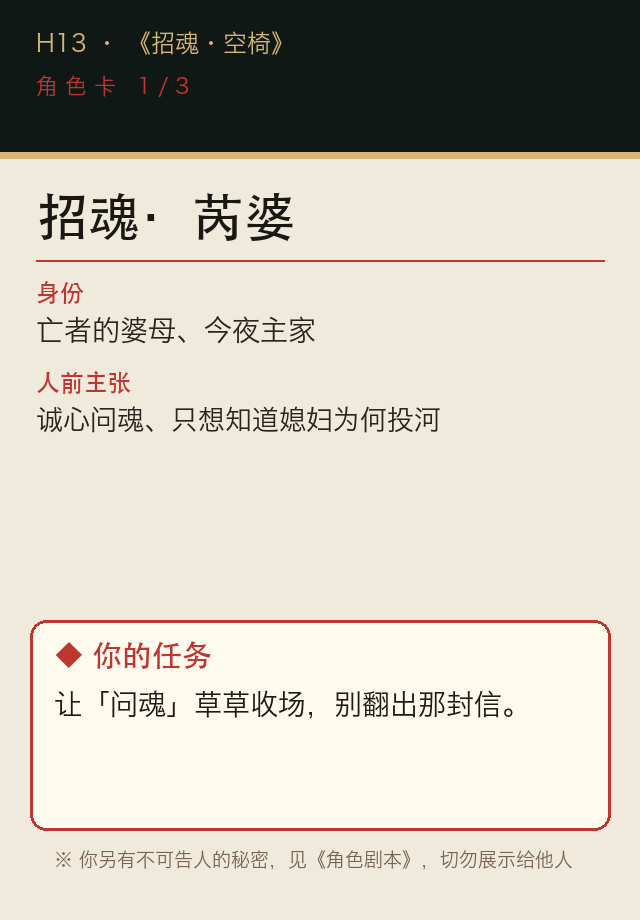 H13 · 《招魂·空椅》
角色卡 1/3
招魂· 芮婆
身份
亡者的婆母、今夜主家
人前主张
诚心问魂、只想知道媳妇为何投河
◆ 你的任务
让「问魂」草草收场，别翻出那封信。
※ 你另有不可告人的秘密，见《角色剧本》，切勿展示给他人